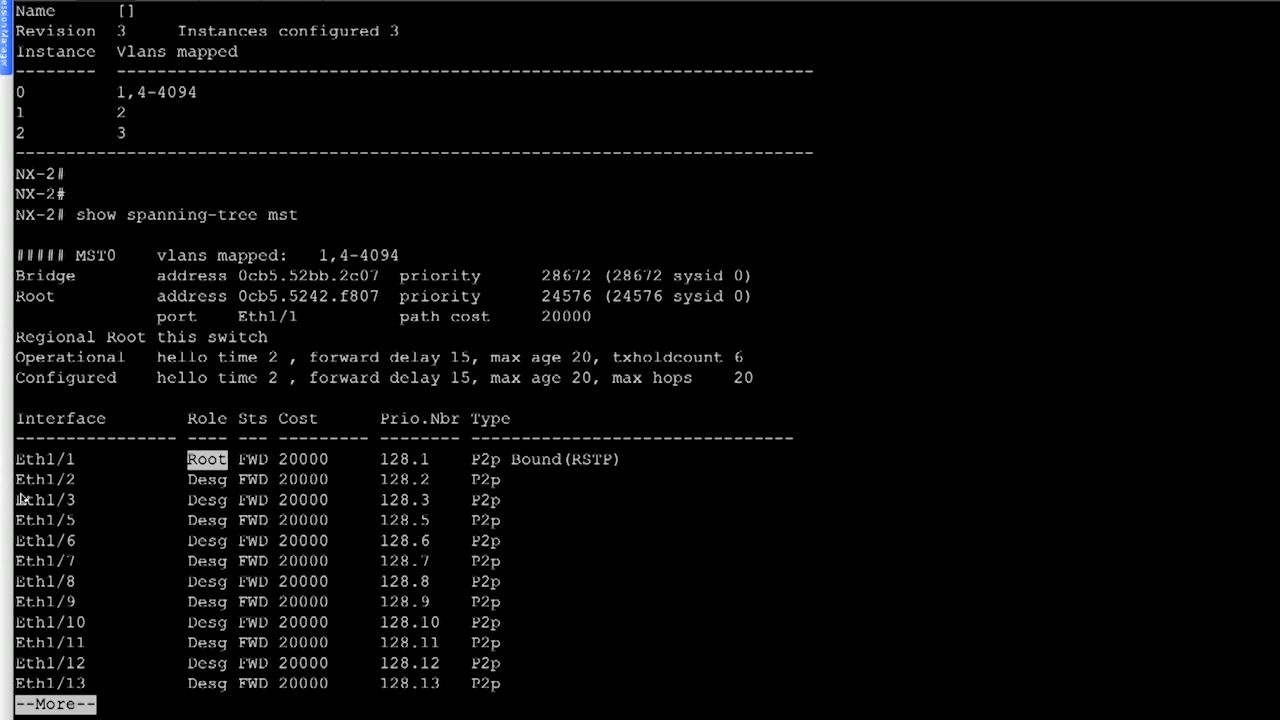 Name      []
Revision  3     Instances configured 3
Instance  Vlans mapped
--------  ---------------------------------------------------------------------
0         1,4-4094
1         2
2         3
-------------------------------------------------------------------------------
NX-2#
NX-2#
NX-2# show spanning-tree mst
##### MST0    vlans mapped:   1,4-4094
Bridge        address 0cb5.52bb.2c07  priority      28672 (28672 sysid 0)
Root          address 0cb5.5242.f807  priority      24576 (24576 sysid 0)
              port    Eth1/1          path cost     20000
Regional Root this switch
Operational   hello time 2 , forward delay 15, max age 20, txholdcount 6
Configured    hello time 2 , forward delay 15, max age 20, max hops    20
Interface        Role Sts Cost      Prio.Nbr Type
---------------- ---- --- --------- -------- --------------------------------
Eth1/1           Root FWD 20000     128.1    P2p Bound(RSTP)
Eth1/2           Desg FWD 20000     128.2    P2p
Eth1/3           Desg FWD 20000     128.3    P2p
Eth1/5           Desg FWD 20000     128.5    P2p
Eth1/6           Desg FWD 20000     128.6    P2p
Eth1/7           Desg FWD 20000     128.7    P2p
Eth1/8           Desg FWD 20000     128.8    P2p
Eth1/9           Desg FWD 20000     128.9    P2p
Eth1/10          Desg FWD 20000     128.10   P2p
Eth1/11          Desg FWD 20000     128.11   P2p
Eth1/12          Desg FWD 20000     128.12   P2p
Eth1/13          Desg FWD 20000     128.13   P2p
--More--